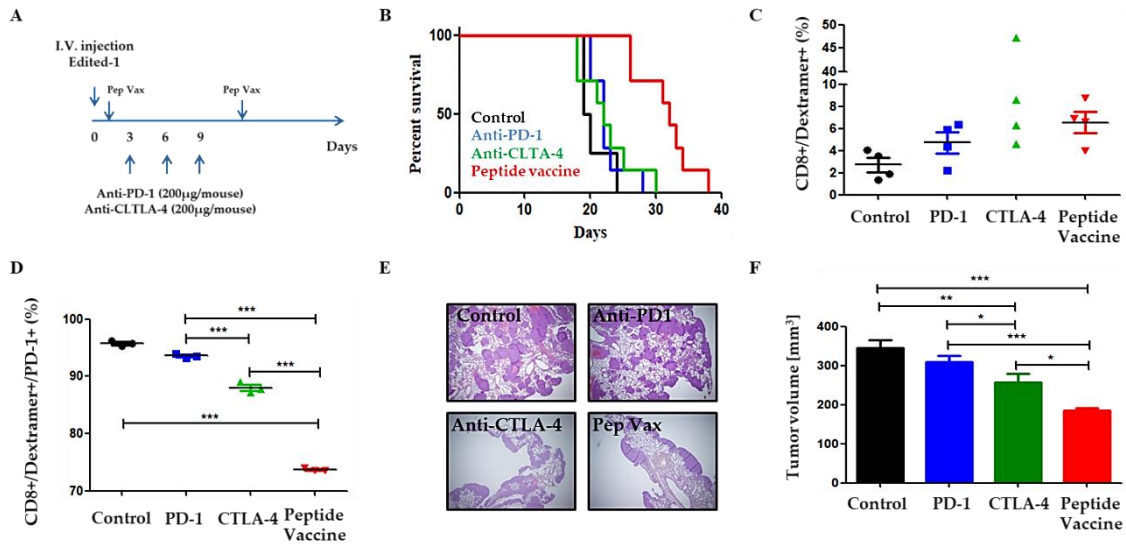 A
I.V. injection
Edited-1
Pep Vax
Pep Vax
0
3
6
9
Days
Anti-PD-1 (200µg/mouse)
Anti-CLTLA-4 (200µg/mouse)
B
Percent survival
100
50
0
Control
Anti-PD-1
Anti-CLTA-4
Peptide vaccine
0
10
20
30
40
Days
C
CD8+/Dextramer+ (%)
50
45
40
8
6
4
2
0
Control
PD-1
CTLA-4
Peptide
Vaccine
D
CD8+/Dextramer+/PD-1+ (%)
100
90
80
70
***
***
***
***
Control
PD-1
CTLA-4
Peptide
Vaccine
E
Control
Anti-PD1
Anti-CTLA-4
Pep Vax
F
Tumor volume [mm³]
400
300
200
100
0
***
**
*
***
*
Control
PD-1
CTLA-4
Peptide
Vaccine